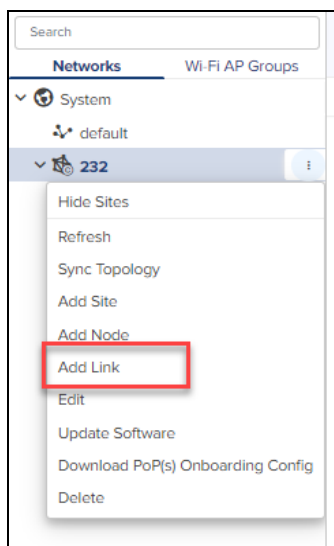 Search
Networks Wi-Fi AP Groups
System
default
232
Hide Sites
Refresh
Sync Topology
Add Site
Add Node
Add Link
Edit
Update Software
Download PoP(s) Onboarding Config
Delete